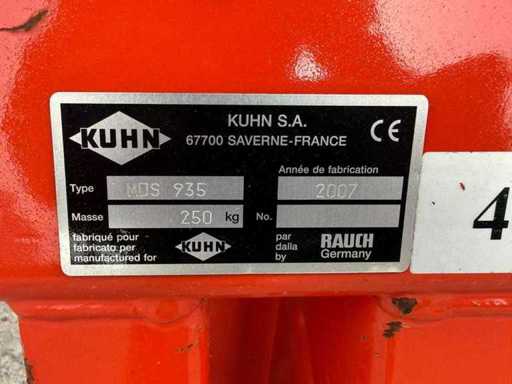 KUHN
KUHN S.A.
67700 SAVERNE-FRANCE
CE
Année de fabrication
Type MDS 935 2007
Masse 250 kg No.
fabriqué pour
fabricato per
manufactured for
KUHN
par
dalla
by
RAUCH
Germany
4